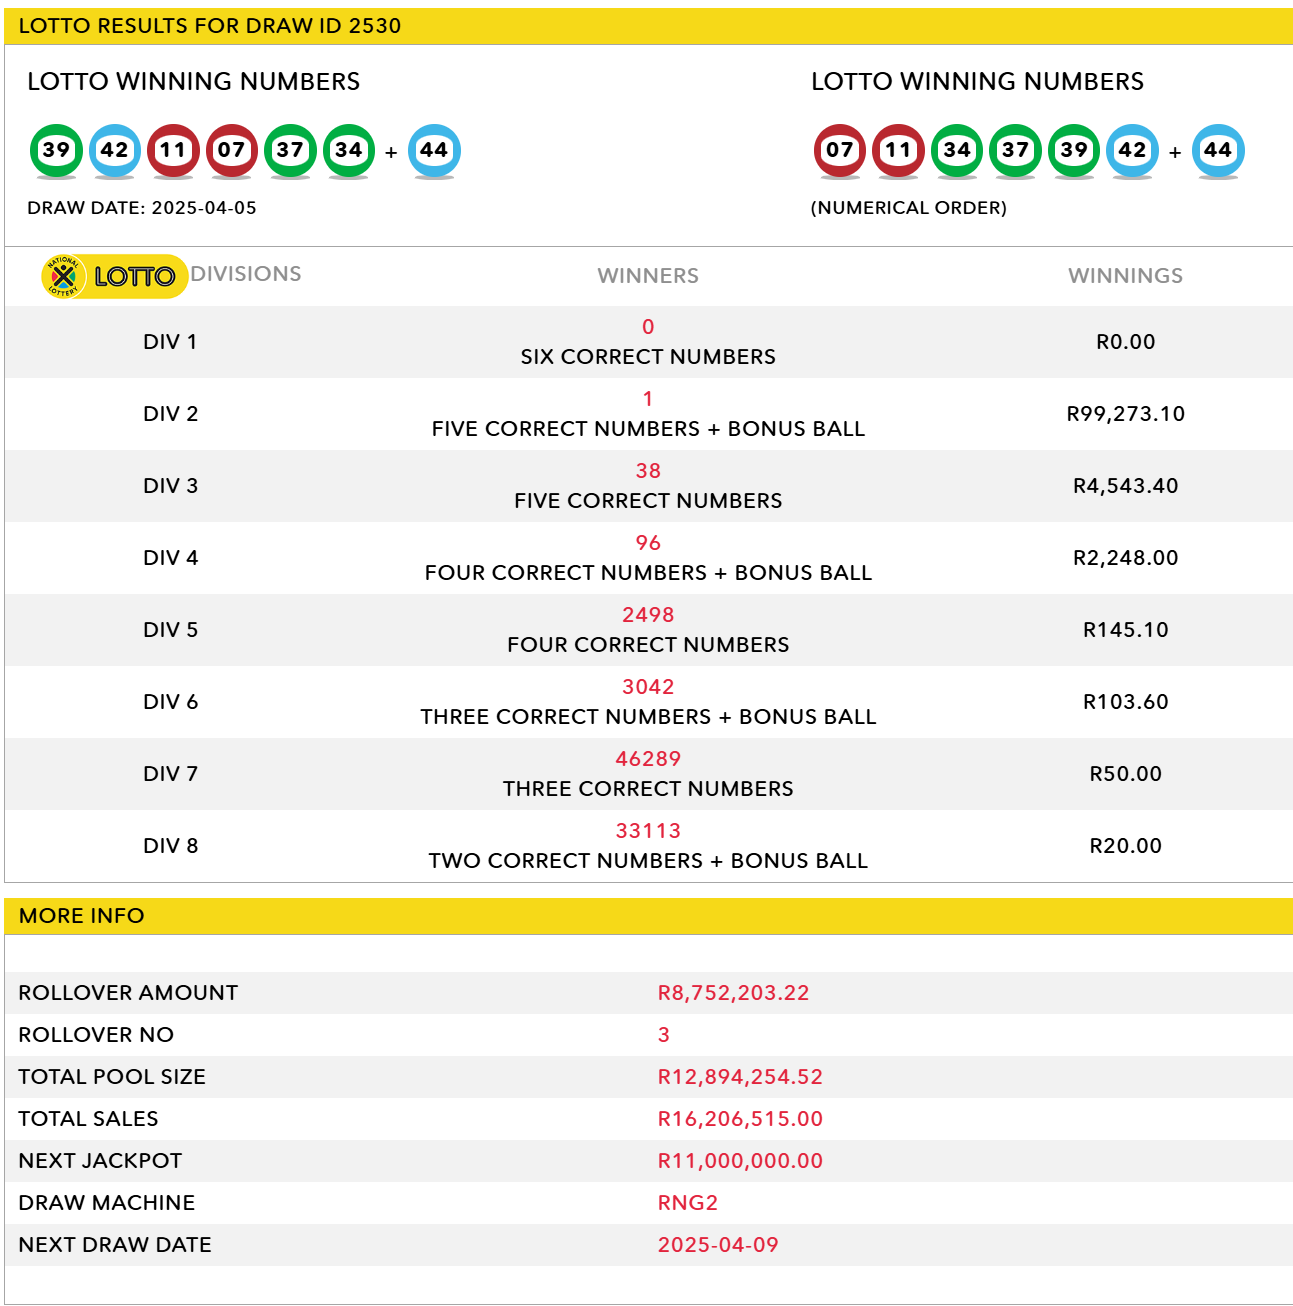 LOTTO RESULTS FOR DRAW ID 2530
LOTTO WINNING NUMBERS
39 42 11 07 37 34 + 44
DRAW DATE: 2025-04-05
LOTTO WINNING NUMBERS
07 11 34 37 39 42 + 44
(NUMERICAL ORDER)
NATIONAL LOTTERY LOTTO DIVISIONS WINNERS WINNINGS
DIV 1
0
SIX CORRECT NUMBERS
R0.00
DIV 2
1
FIVE CORRECT NUMBERS + BONUS BALL
R99,273.10
DIV 3
38
FIVE CORRECT NUMBERS
R4,543.40
DIV 4
96
FOUR CORRECT NUMBERS + BONUS BALL
R2,248.00
DIV 5
2498
FOUR CORRECT NUMBERS
R145.10
DIV 6
3042
THREE CORRECT NUMBERS + BONUS BALL
R103.60
DIV 7
46289
THREE CORRECT NUMBERS
R50.00
DIV 8
33113
TWO CORRECT NUMBERS + BONUS BALL
R20.00
MORE INFO
ROLLOVER AMOUNT R8,752,203.22
ROLLOVER NO 3
TOTAL POOL SIZE R12,894,254.52
TOTAL SALES R16,206,515.00
NEXT JACKPOT R11,000,000.00
DRAW MACHINE RNG2
NEXT DRAW DATE 2025-04-09